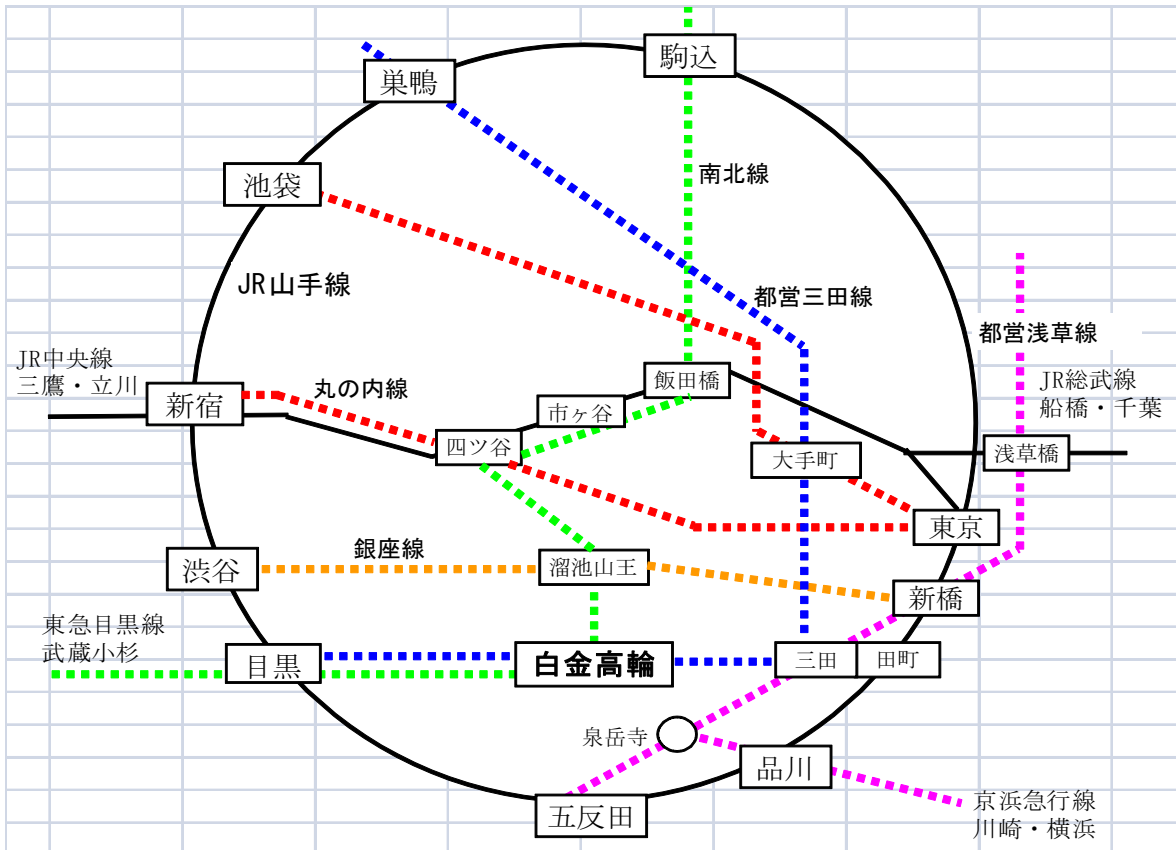 駒込
巣鴨
池袋
南北線
JR山手線
都営三田線
都営浅草線
JR中央線
三鷹・立川
新宿
丸の内線
飯田橋
市ヶ谷
四ツ谷
大手町
JR総武線
船橋・千葉
浅草橋
東京
銀座線
渋谷
溜池山王
新橋
東急目黒線
武蔵小杉
目黒
白金高輪
三田
田町
泉岳寺
品川
五反田
京浜急行線
川崎・横浜